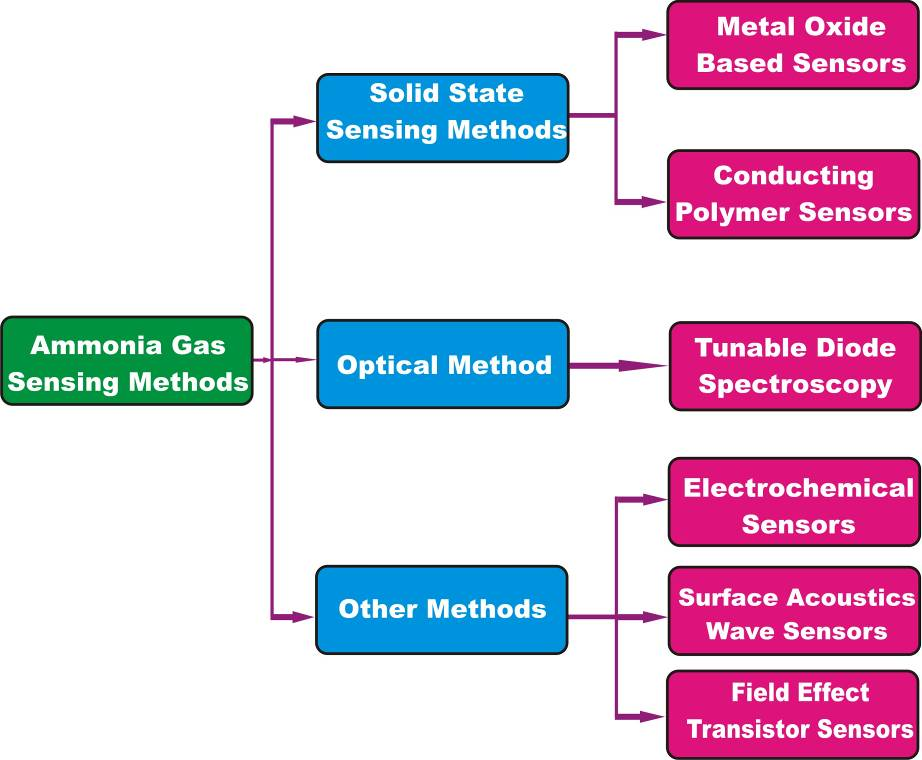 Ammonia Gas
Sensing Methods
Solid State
Sensing Methods
Metal Oxide
Based Sensors
Conducting
Polymer Sensors
Optical Method
Tunable Diode
Spectroscopy
Other Methods
Electrochemical
Sensors
Surface Acoustics
Wave Sensors
Field Effect
Transistor Sensors